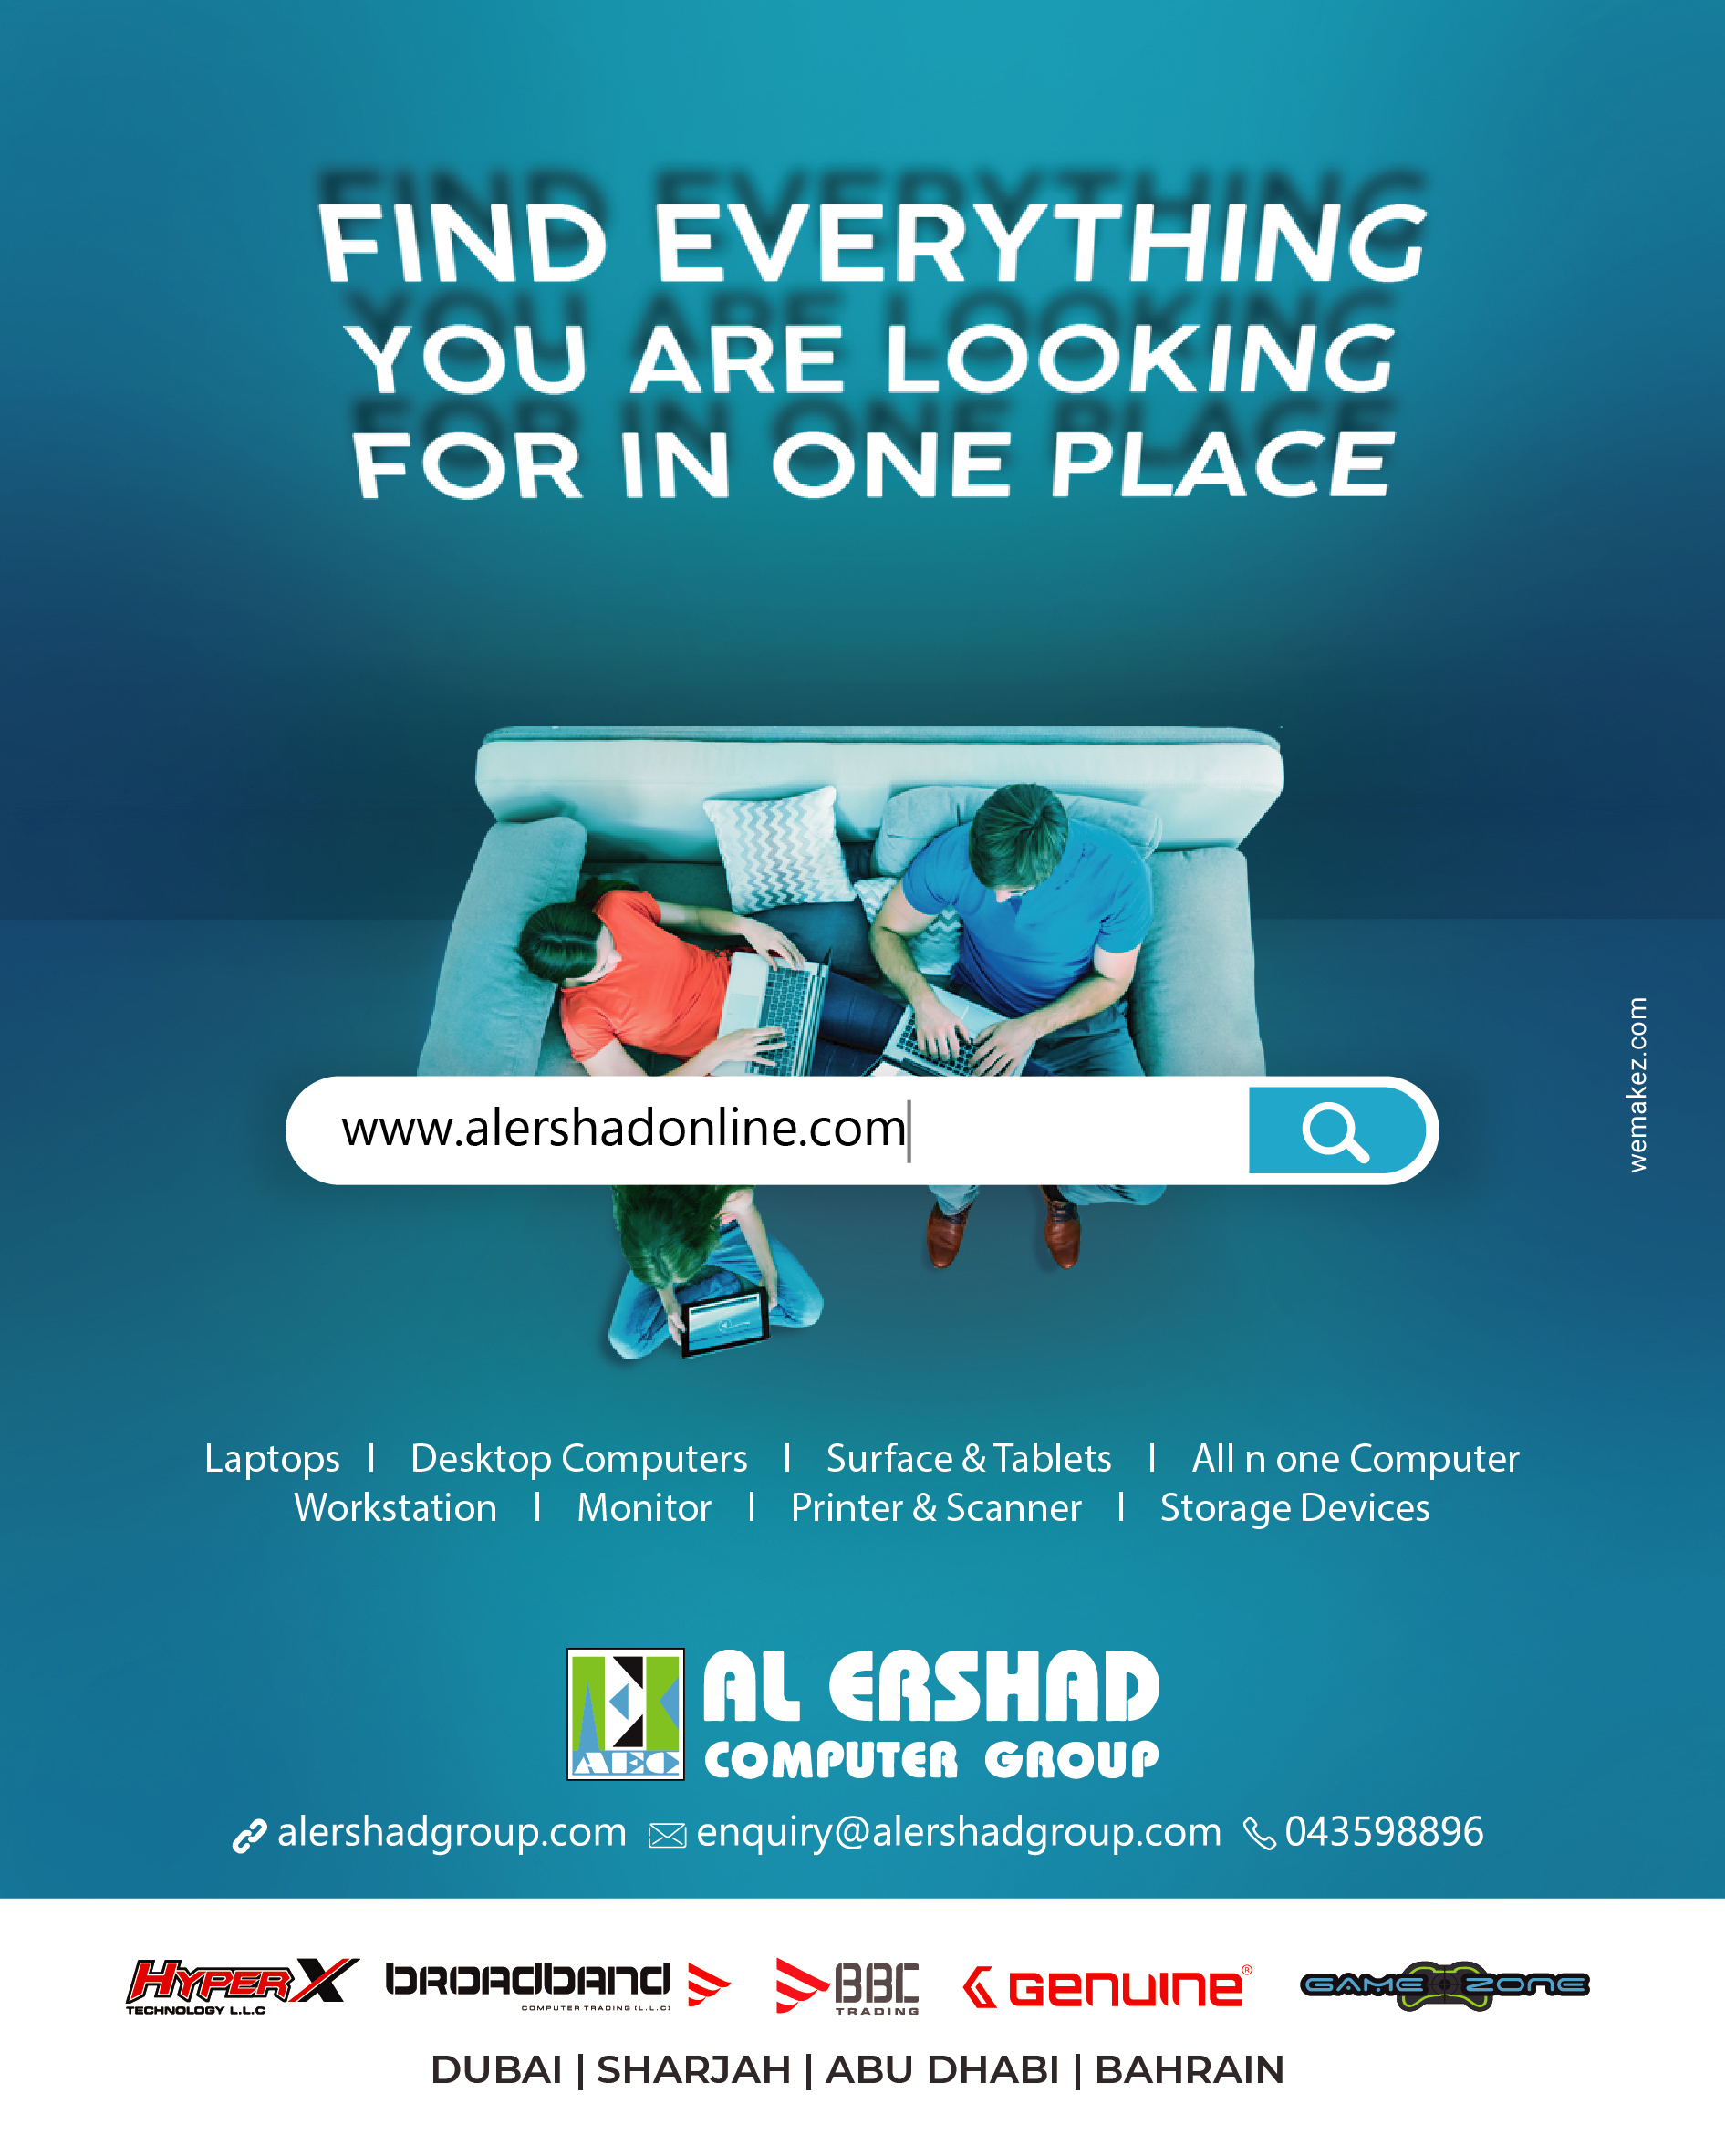 FIND EVERYTHING
YOU ARE LOOKING
FOR IN ONE PLACE
www.alershadonline.com
wemakez.com
Laptops | Desktop Computers | Surface & Tablets | All n one Computer
Workstation | Monitor | Printer & Scanner | Storage Devices
AEC
AL ERSHAD
COMPUTER GROUP
alershadgroup.com enquiry@alershadgroup.com 043598896
HYPERX
TECHNOLOGY L.L.C
broadband
COMPUTER TRADING (L.L.C)
BBC
TRADING
GENUINE®
GAME ZONE
DUBAI | SHARJAH | ABU DHABI | BAHRAIN